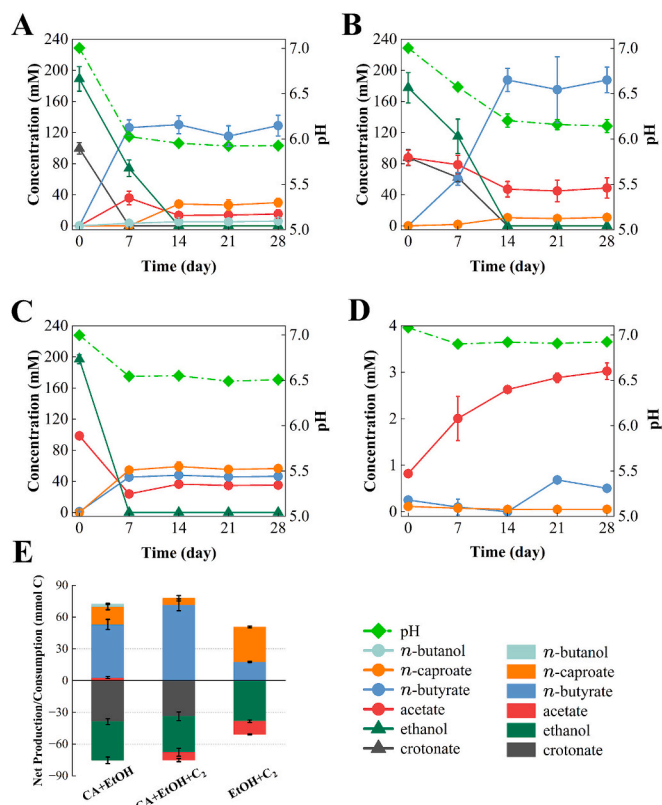 A
B
240
200
160
120
80
40
0
Concentration (mM)
7.0
6.5
6.0
5.5
5.0
pH
0 7 14 21 28
Time (day)
240
200
160
120
80
40
0
Concentration (mM)
7.0
6.5
6.0
5.5
5.0
pH
0 7 14 21 28
Time (day)
C
D
240
200
160
120
80
40
0
Concentration (mM)
7.0
6.5
6.0
5.5
5.0
pH
0 7 14 21 28
Time (day)
4
3
2
1
0
Concentration (mM)
7.0
6.5
6.0
5.5
5.0
pH
0 7 14 21 28
Time (day)
E
90
60
30
0
−30
−60
−90
Net Production/Consumption (mmol C)
CA+EtOH
CA+EtOH+C₂
EtOH+C₂
pH
n-butanol
n-caproate
n-butyrate
acetate
ethanol
crotonate
n-butanol
n-caproate
n-butyrate
acetate
ethanol
crotonate